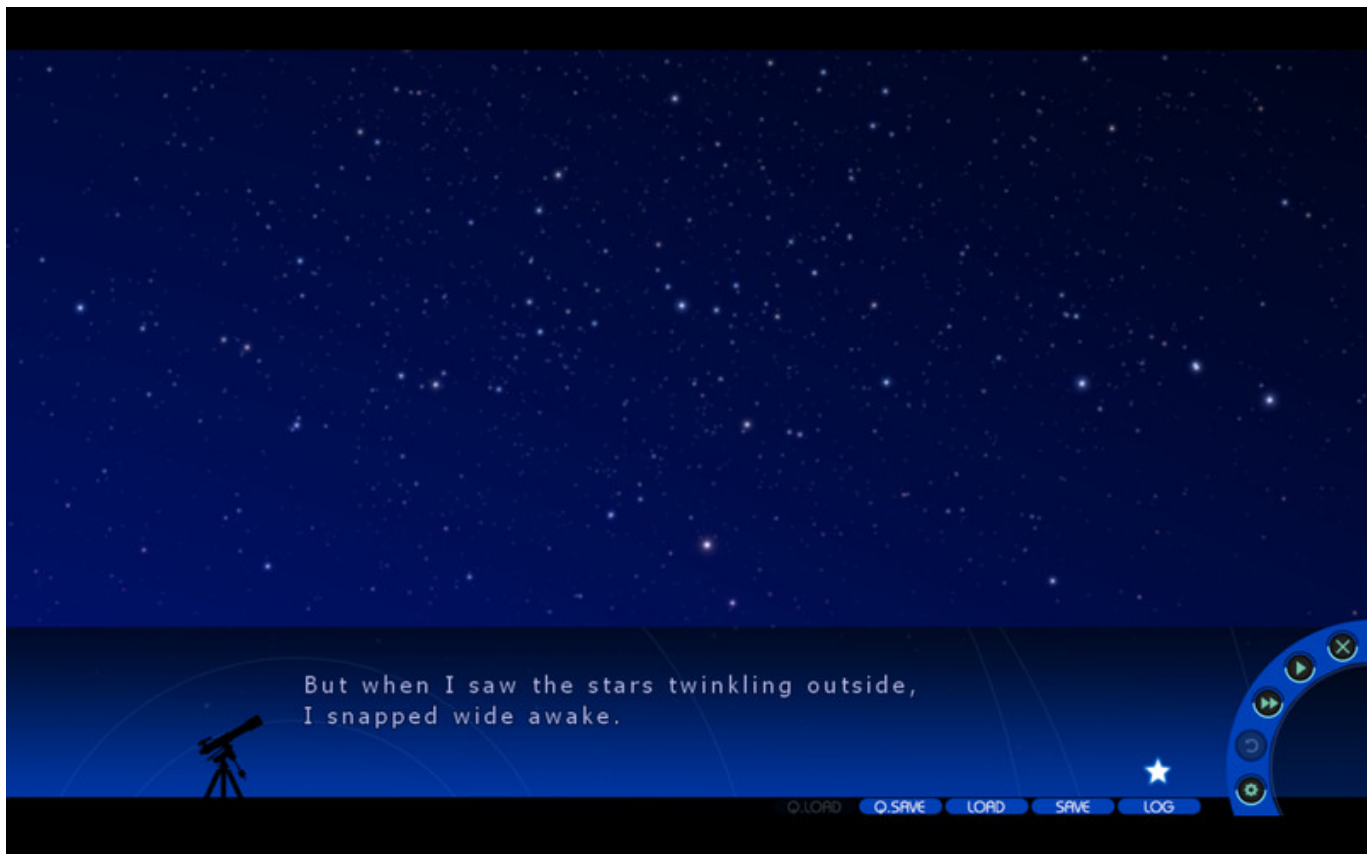 But when I saw the stars twinkling outside,
I snapped wide awake.
Q.LOAD Q.SAVE LOAD SAVE LOG